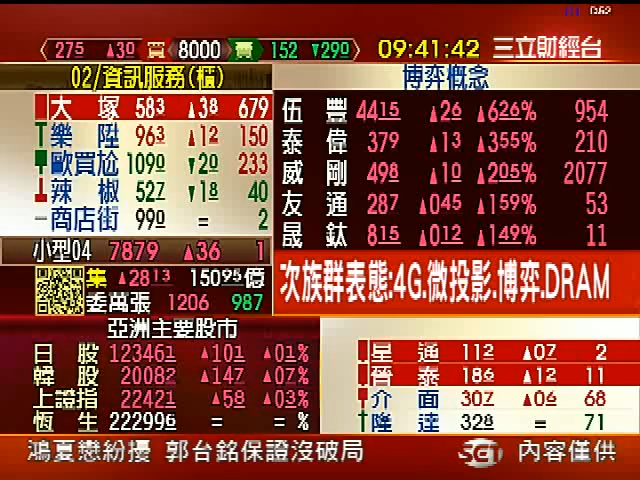 275 ▲30 買 8000 賣 152 ▼290 09:41:42 三立財經台
02/資訊服務(櫃)
大塚 583 ▲38 679
樂陞 963 ▲12 150
歐買尬 1090 ▼20 233
辣椒 527 ▼18 40
商店街 990 = 2
小型04 7879 ▲36 1
集 ▲2813 15095億
委萬張 1206 987
博弈概念
伍豐 4415 ▲26 ▲626% 954
泰偉 379 ▲13 ▲355% 210
威剛 498 ▲10 ▲205% 2077
友通 287 ▲045 ▲159% 53
晟鈦 815 ▲012 ▲149% 11
次族群表態:4G.微投影.博弈.DRAM
亞洲主要股市
日股 123461 ▲101 ▲01%
韓股 20082 ▲147 ▲07%
上證指 22421 ▲58 ▲03%
恆生 222996 = = %
星通 112 ▲07 2
晉泰 186 ▲12 11
介面 307 ▲06 68
隆達 328 = 71
鴻夏戀紛擾 郭台銘保證沒破局 內容僅供